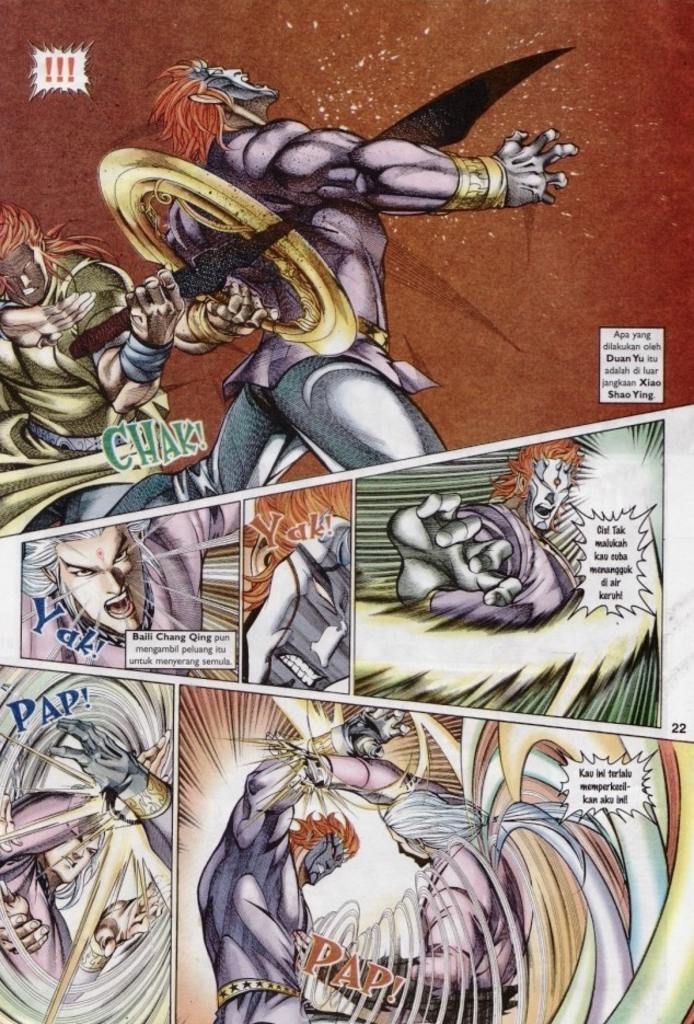 !!!
Apa yang
dilakukan oleh
Duan Yu itu
adalah di luar
jangkaan Xiao
Shao Ying.
CHAK!
Yak!
Yak!
Baili Chang Qing pun
mengambil peluang itu
untuk menyerang semula.
Cis! Tak
malukah
kau cuba
menangguk
di air
keruh!
22
PAP!
Kau ini terlalu
memperkecil-
kan aku ini!
PAP!